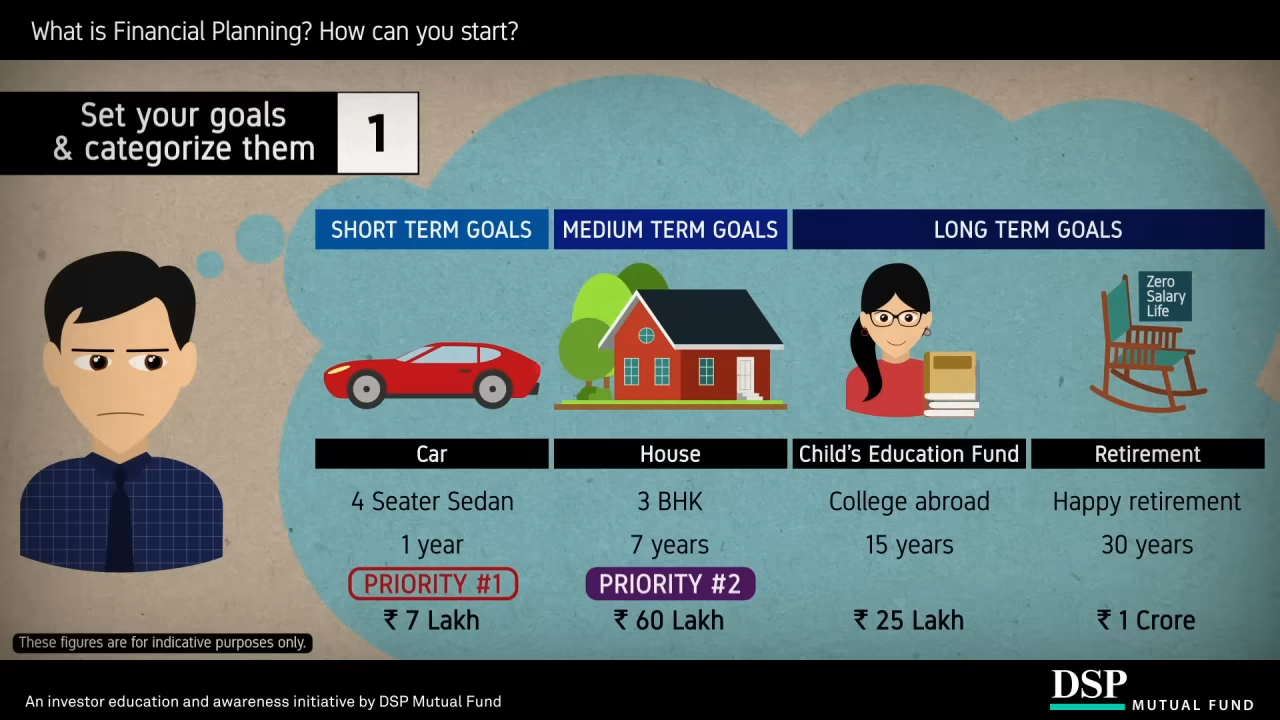 What is Financial Planning? How can you start?
Set your goals
& categorize them
1
SHORT TERM GOALS
MEDIUM TERM GOALS
LONG TERM GOALS
Zero
Salary
Life
Car
House
Child's Education Fund
Retirement
4 Seater Sedan
3 BHK
College abroad
Happy retirement
1 year
7 years
15 years
30 years
PRIORITY #1
PRIORITY #2
₹ 7 Lakh
₹ 60 Lakh
₹ 25 Lakh
₹ 1 Crore
These figures are for indicative purposes only.
An investor education and awareness initiative by DSP Mutual Fund
DSP
MUTUAL FUND